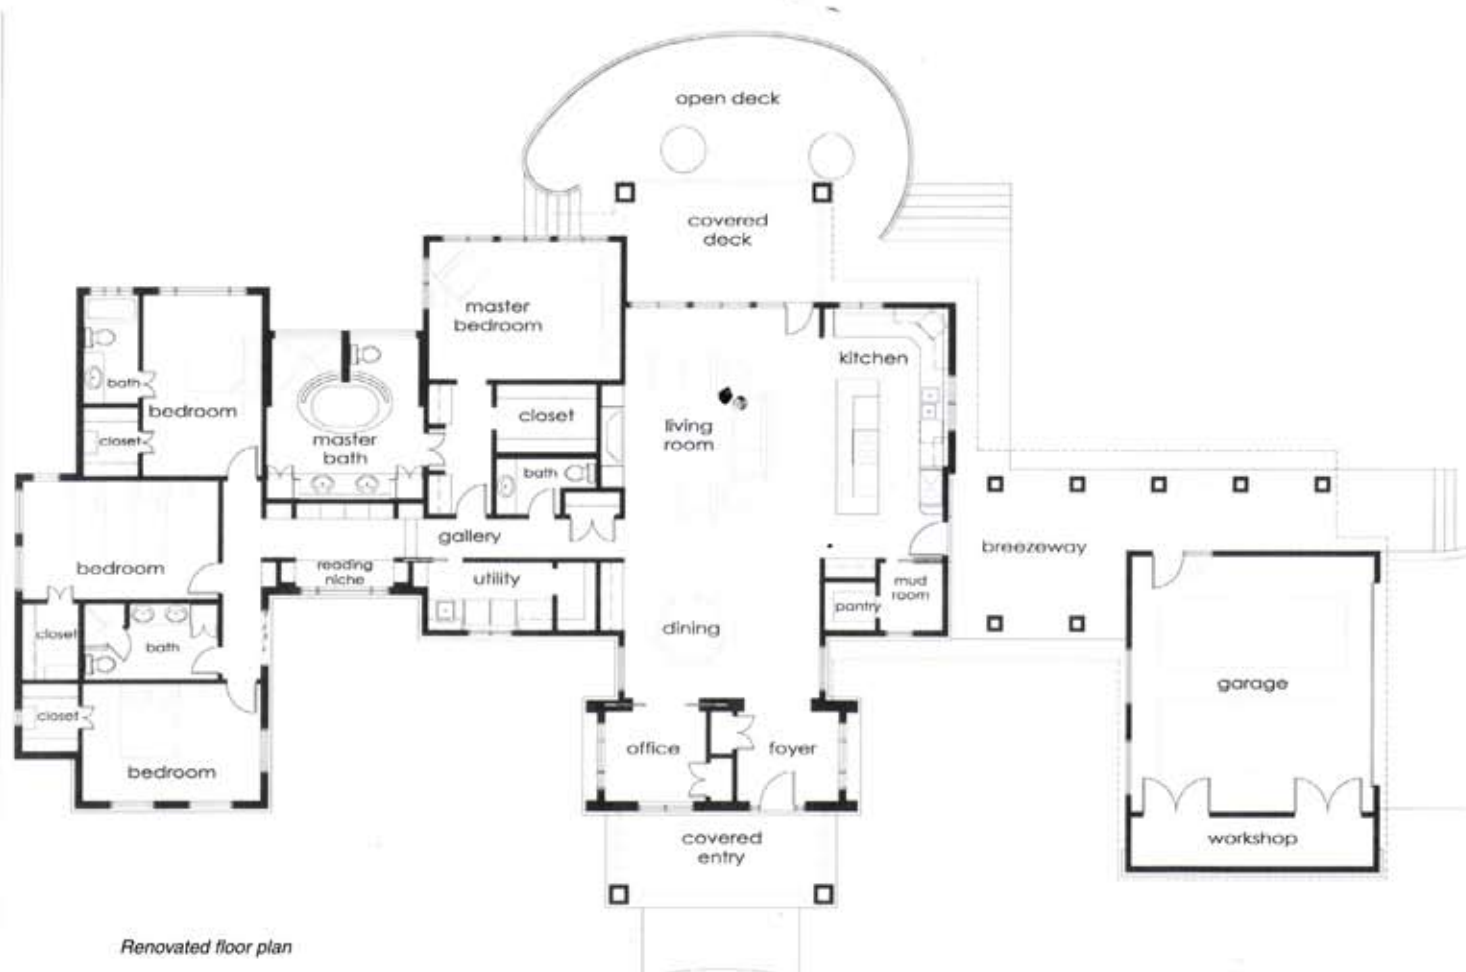 open deck
covered
deck
master
bedroom
kitchen
bath
bedroom
closet
living
room
closet
master
bath
bath
gallery
breezeway
bedroom
reading
niche
utility
mud
room
pantry
closet
bath
dining
garage
closet
office
foyer
bedroom
covered
entry
workshop
Renovated floor plan